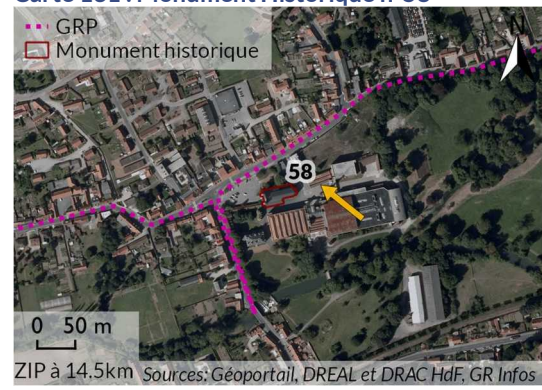 GRP
Monument historique
N
58
0 50 m
ZIP à 14.5km Sources: Géoportail, DREAL et DRAC HdF, GR Infos